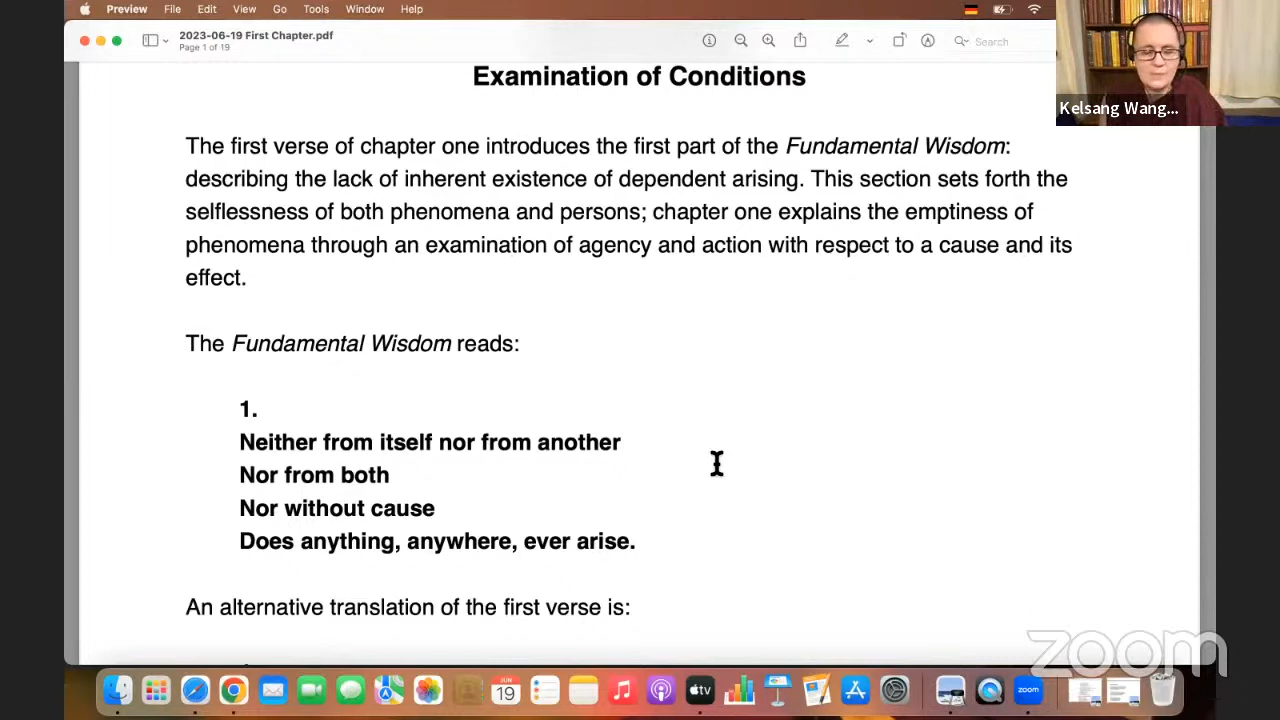 Preview File Edit View Go Tools Window Help
2023-06-19 First Chapter.pdf
Page 1 of 19
Search
Kelsang Wang...
Examination of Conditions
The first verse of chapter one introduces the first part of the Fundamental Wisdom:
describing the lack of inherent existence of dependent arising. This section sets forth the
selflessness of both phenomena and persons; chapter one explains the emptiness of
phenomena through an examination of agency and action with respect to a cause and its
effect.
The Fundamental Wisdom reads:
1.
Neither from itself nor from another
Nor from both
Nor without cause
Does anything, anywhere, ever arise.
An alternative translation of the first verse is:
zoom
JUN
19
tv
zoom